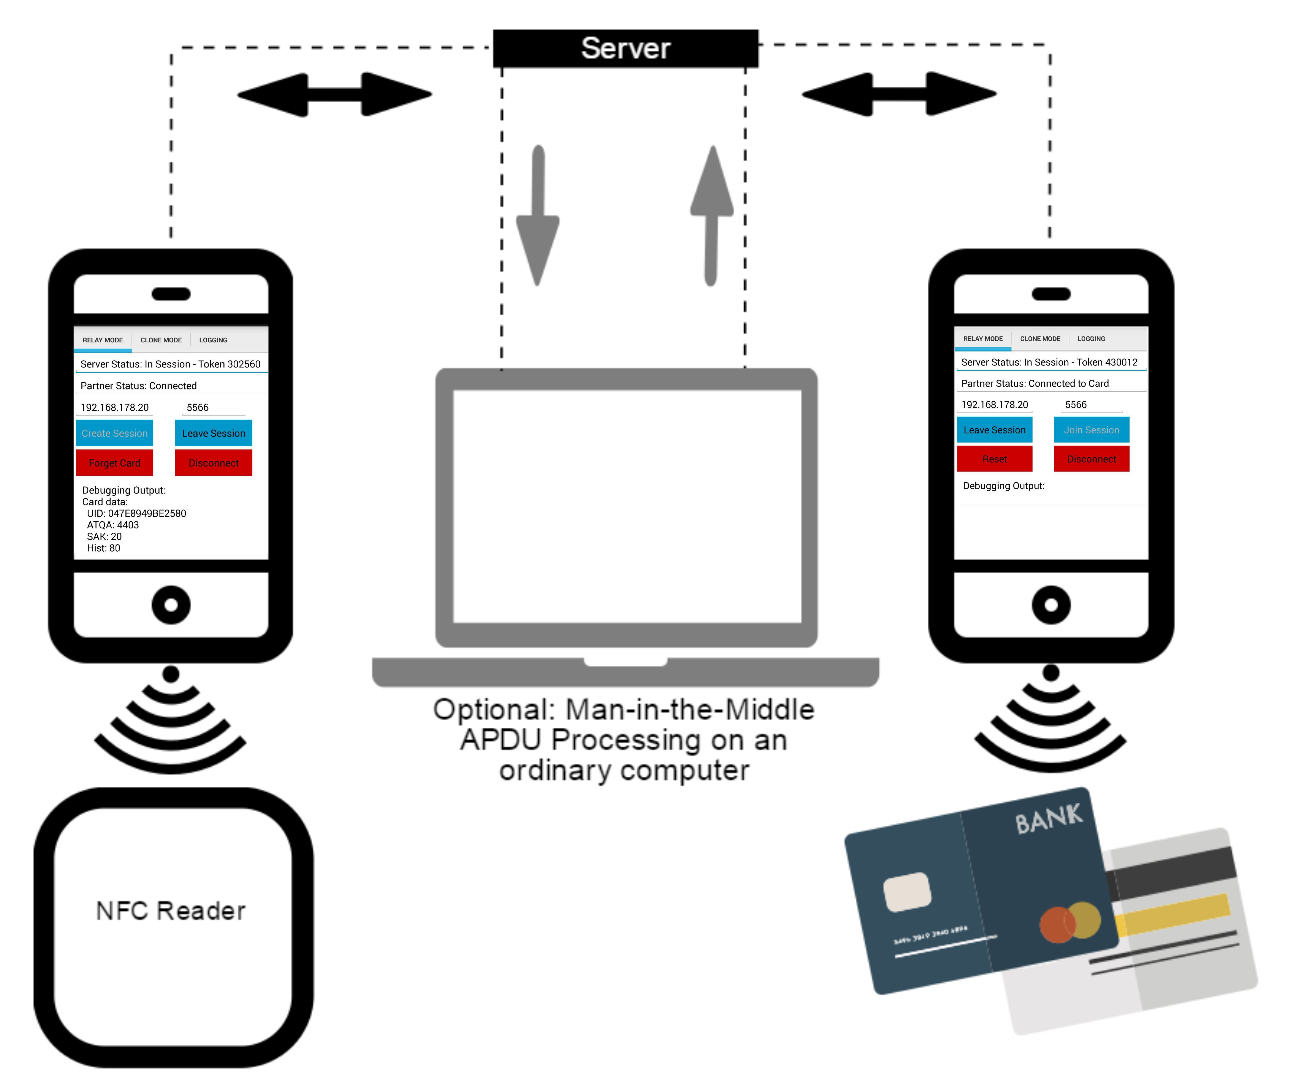 Server
RELAY MODE CLONE MODE LOGGING
Server Status: In Session - Token 302560
Partner Status: Connected
192.168.178.20 5566
Create Session Leave Session
Forget Card Disconnect
Debugging Output:
Card data:
UID: 047E8949BE2580
ATQA: 4403
SAK: 20
Hist: 80
RELAY MODE CLONE MODE LOGGING
Server Status: In Session - Token 430012
Partner Status: Connected to Card
192.168.178.20 5566
Leave Session Join Session
Reset Disconnect
Debugging Output:
Optional: Man-in-the-Middle
APDU Processing on an
ordinary computer
NFC Reader
BANK